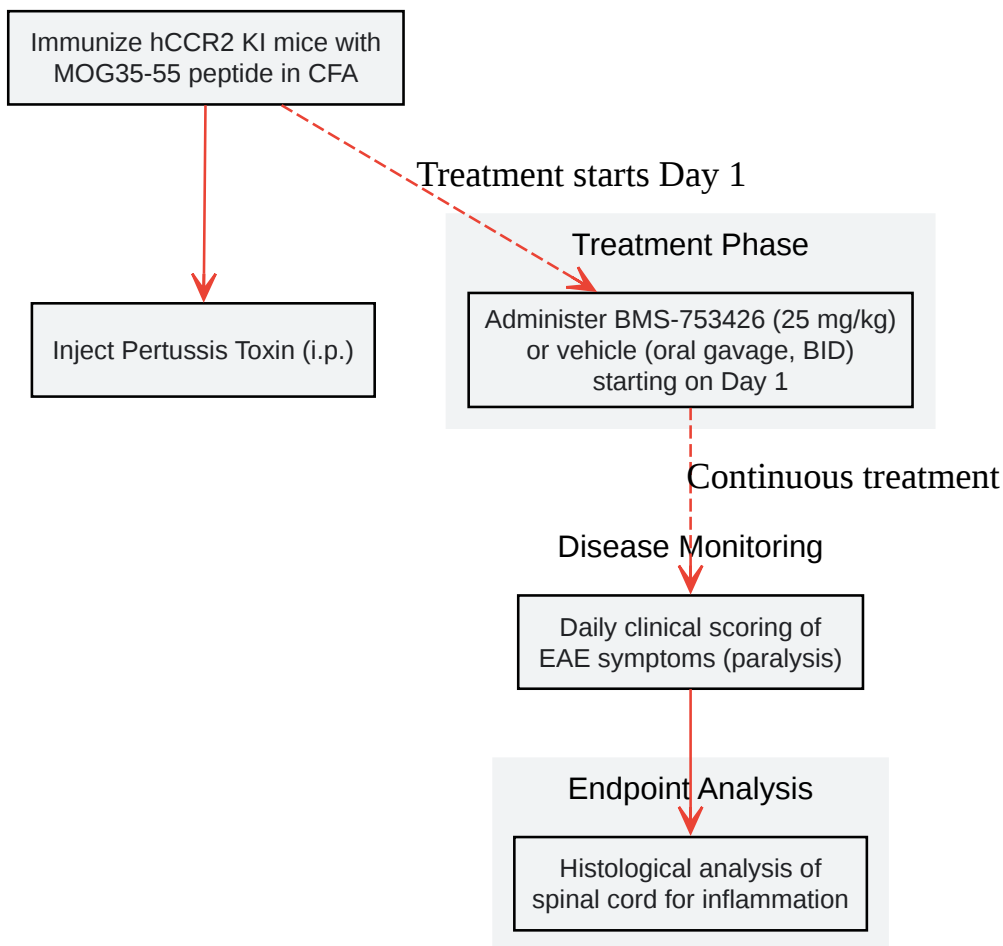 Immunize hCCR2 KI mice with
MOG35-55 peptide in CFA
Treatment starts Day 1
Treatment Phase
Inject Pertussis Toxin (i.p.)
Administer BMS-753426 (25 mg/kg)
or vehicle (oral gavage, BID)
starting on Day 1
Continuous treatment
Disease Monitoring
Daily clinical scoring of
EAE symptoms (paralysis)
Endpoint Analysis
Histological analysis of
spinal cord for inflammation